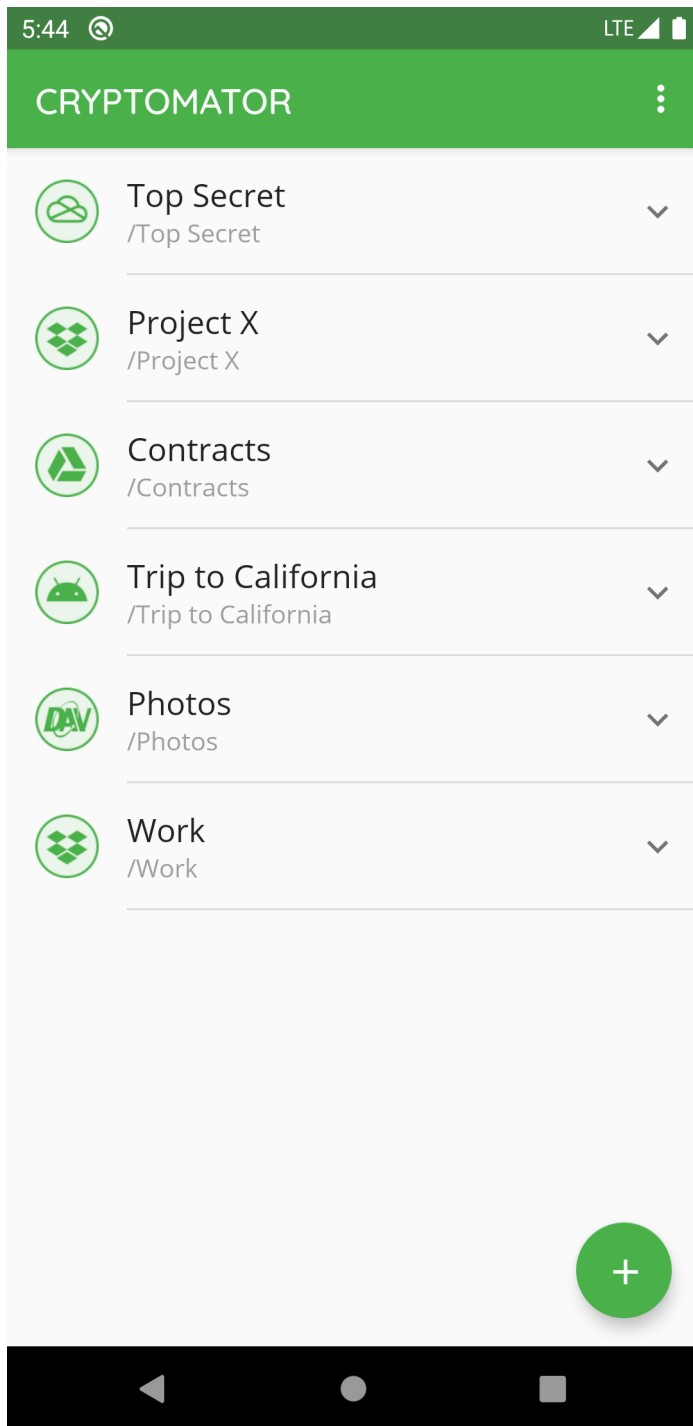 5:44 LTE
CRYPTOMATOR
Top Secret
/Top Secret
Project X
/Project X
Contracts
/Contracts
Trip to California
/Trip to California
DAV
Photos
/Photos
Work
/Work
+